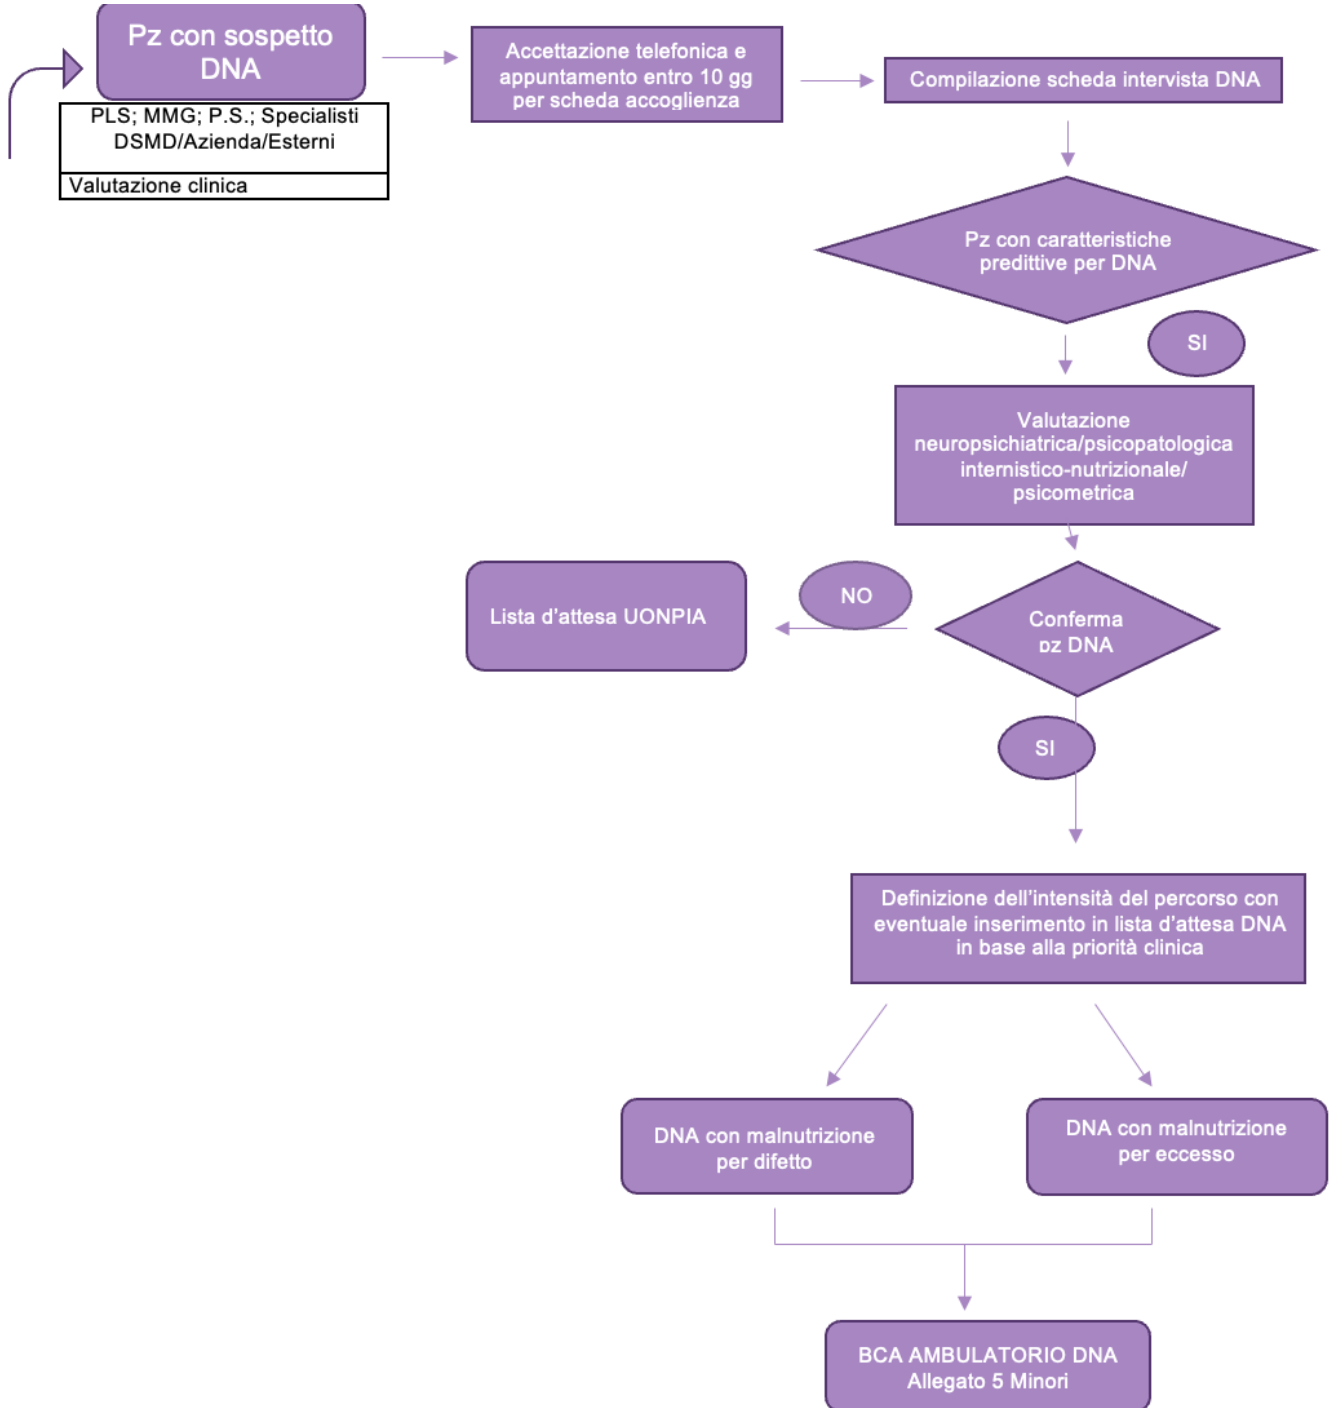 Pz con sospetto
DNA
PLS; MMG; P.S.; Specialisti
DSMD/Azienda/Esterni
Valutazione clinica
Accettazione telefonica e
appuntamento entro 10 gg
per scheda accoglienza
Compilazione scheda intervista DNA
Pz con caratteristiche
predittive per DNA
SI
Valutazione
neuropsichiatrica/psicopatologica
internistico-nutrizionale/
psicometrica
Conferma
pz DNA
NO
Lista d'attesa UONPIA
SI
Definizione dell'intensità del percorso con
eventuale inserimento in lista d'attesa DNA
in base alla priorità clinica
DNA con malnutrizione
per difetto
DNA con malnutrizione
per eccesso
BCA AMBULATORIO DNA
Allegato 5 Minori